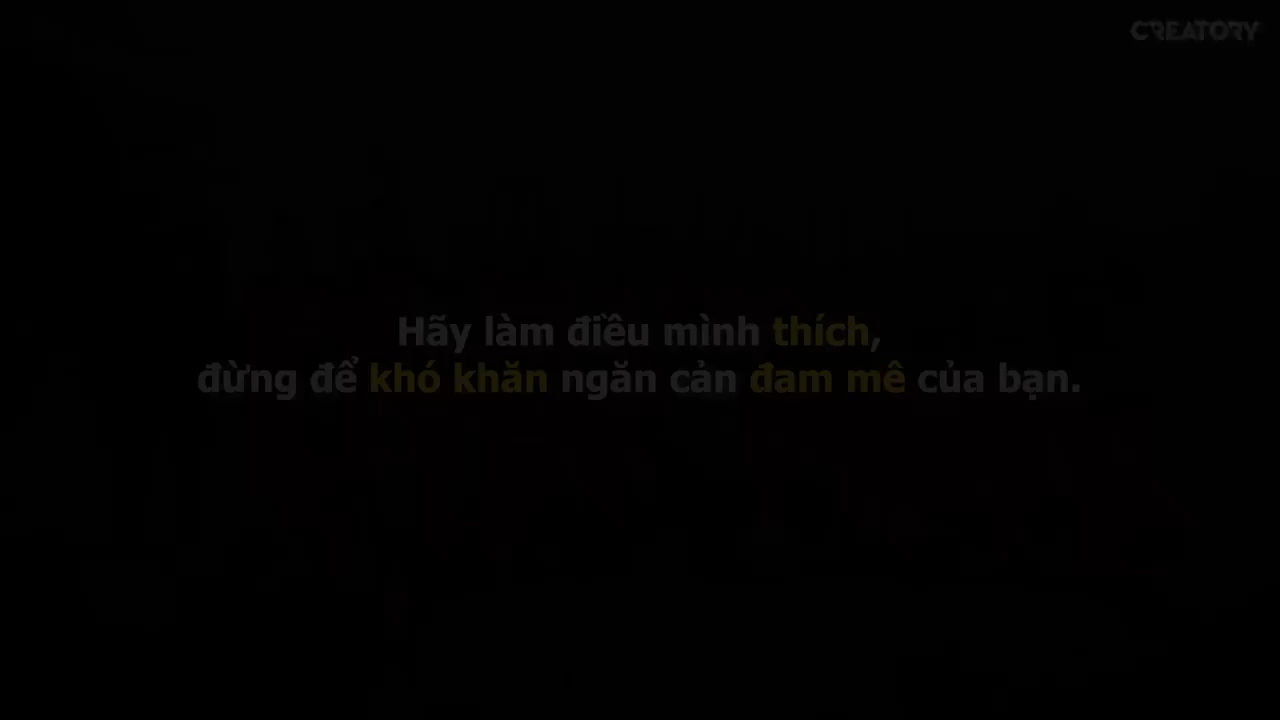 CREATORY
Hãy làm điều mình thích,
đừng để khó khăn ngăn cản đam mê của bạn.